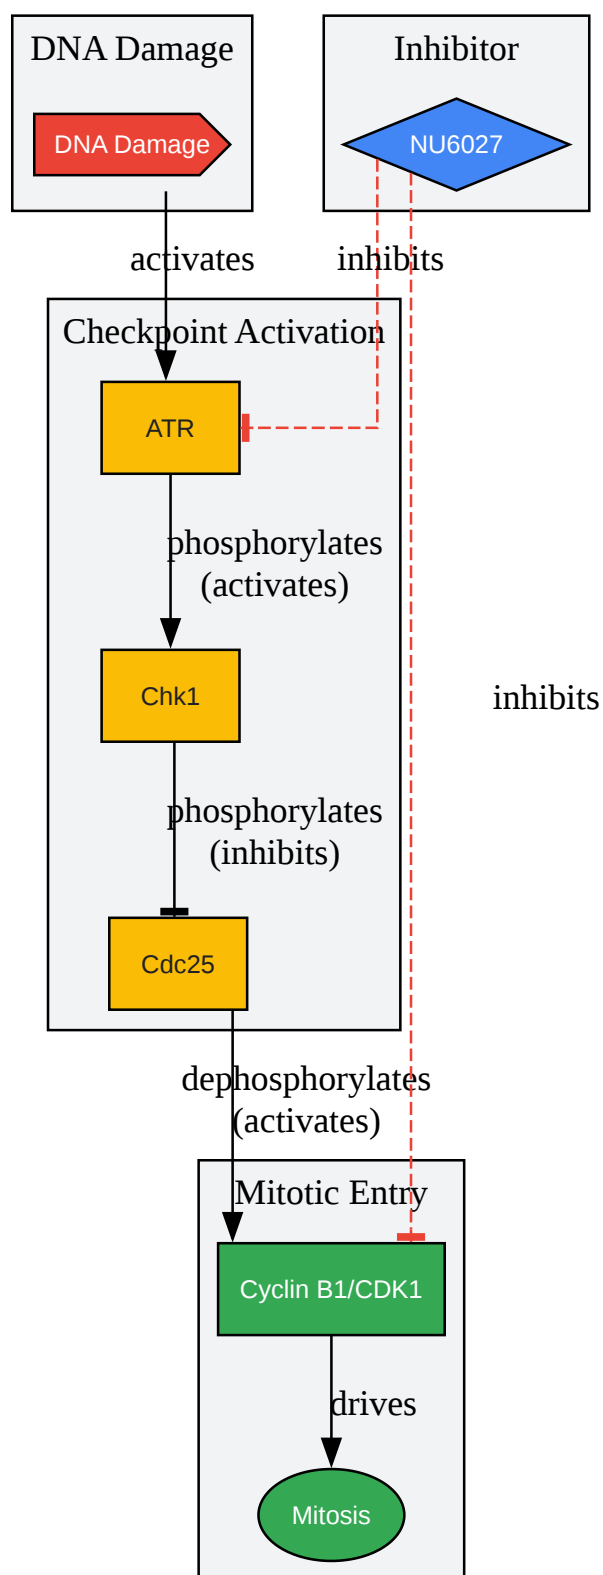 DNA Damage
Inhibitor
DNA Damage
NU6027
activates
inhibits
Checkpoint Activation
ATR
phosphorylates
(activates)
Chk1
inhibits
phosphorylates
(inhibits)
Cdc25
dephosphorylates
(activates)
Mitotic Entry
Cyclin B1/CDK1
drives
Mitosis